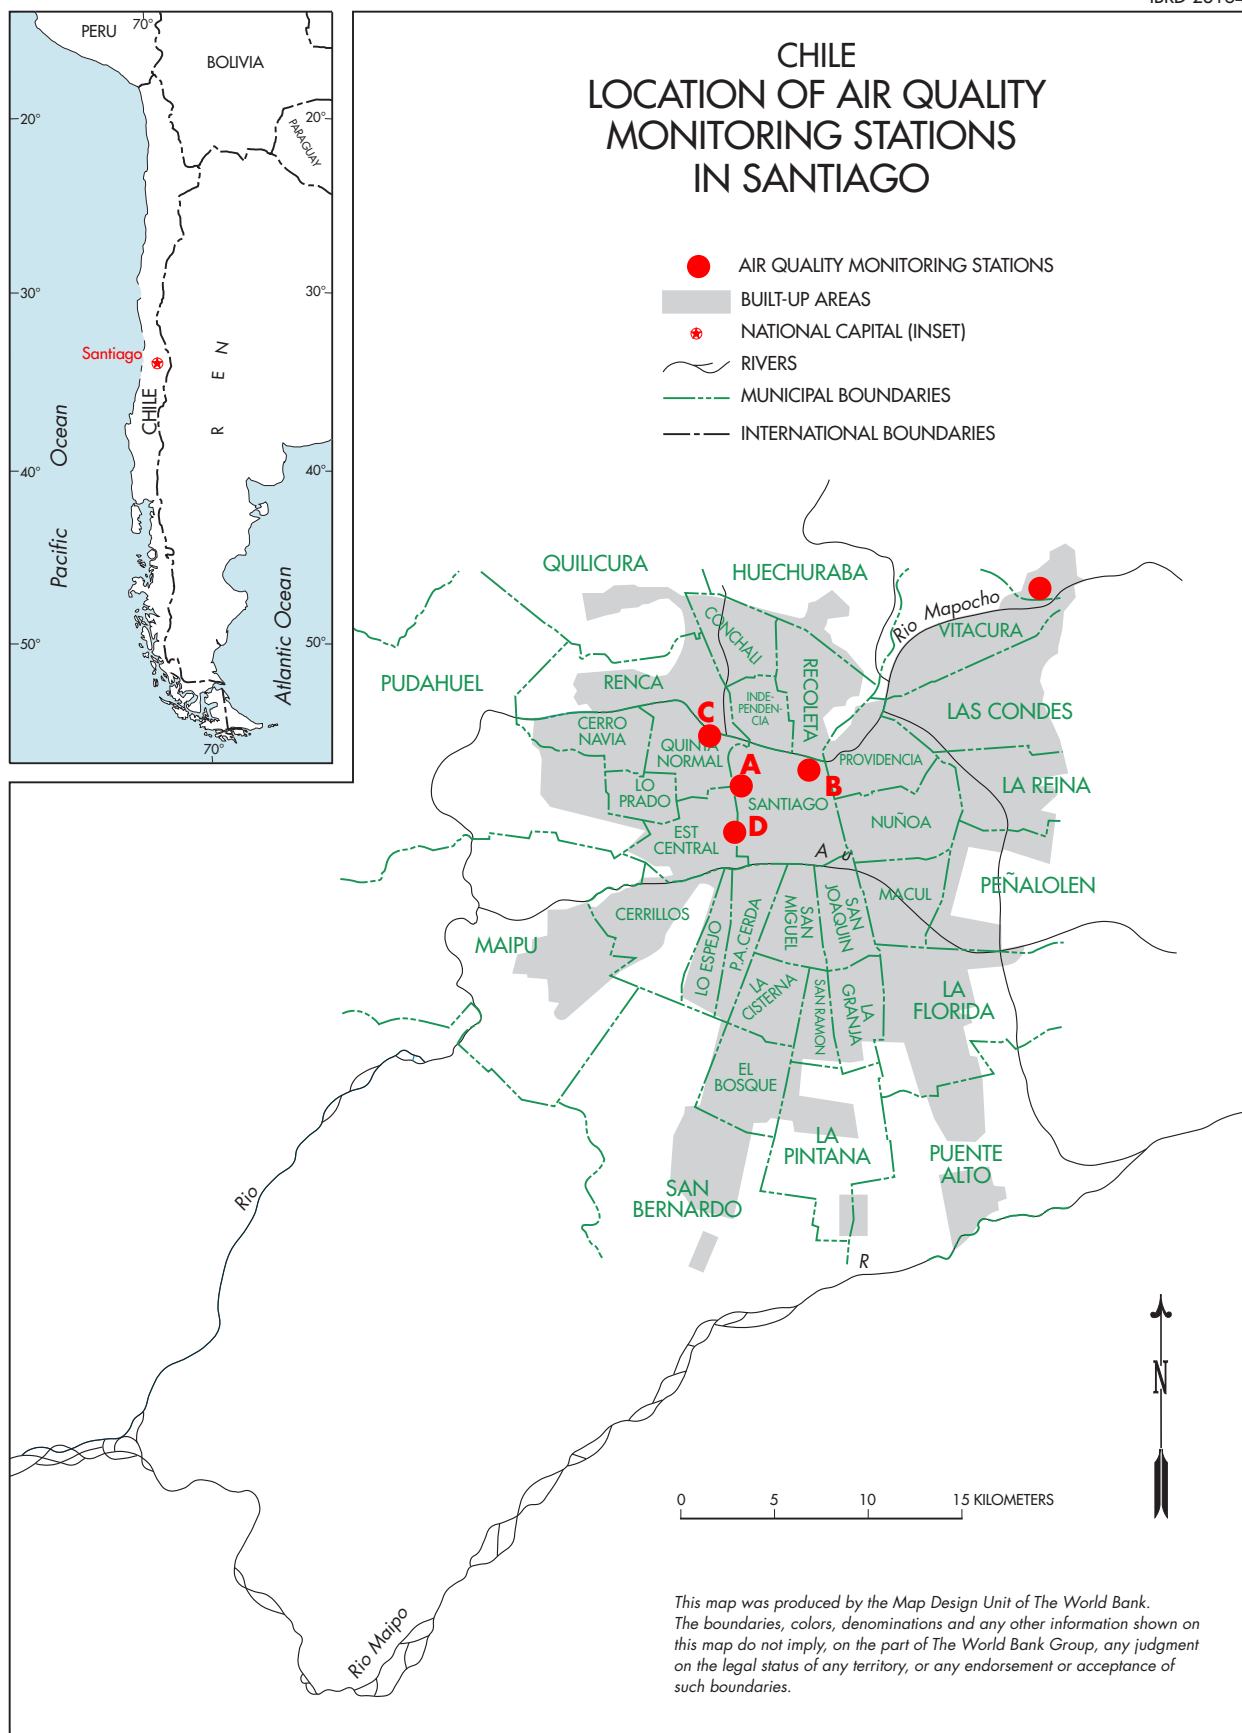 CHILE
LOCATION OF AIR QUALITY
MONITORING STATIONS
IN SANTIAGO
AIR QUALITY MONITORING STATIONS
BUILT-UP AREAS
NATIONAL CAPITAL (INSET)
RIVERS
MUNICIPAL BOUNDARIES
INTERNATIONAL BOUNDARIES
70°
PERU
BOLIVIA
20°
20°
PARAGUAY
30°
30°
Santiago
CHILE
R E N
Pacific Ocean
40°
40°
Atlantic Ocean
50°
50°
70°
QUILICURA
HUECHURABA
Rio Mapocho
VITACURA
CONCHALI
RECOLETA
PUDAHUEL
RENCA
INDE-
PENDEN-
CIA
LAS CONDES
C
CERRO
NAVIA
QUINTA
NORMAL
A
B
PROVIDENCIA
LA REINA
LO
PRADO
SANTIAGO
D
NUÑOA
EST
CENTRAL
A u
PEÑALOLEN
MACUL
CERRILLOS
MAIPU
LO ESPEJO
P.A.CERDA
SAN
MIGUEL
SAN
JOAQUIN
LA
CISTERNA
SAN RAMON
LA
GRANJA
LA
FLORIDA
EL
BOSQUE
LA
PINTANA
PUENTE
ALTO
SAN
BERNARDO
Rio
R
N
0 5 10 15 KILOMETERS
Rio Maipo
This map was produced by the Map Design Unit of The World Bank.
The boundaries, colors, denominations and any other information shown on
this map do not imply, on the part of The World Bank Group, any judgment
on the legal status of any territory, or any endorsement or acceptance of
such boundaries.